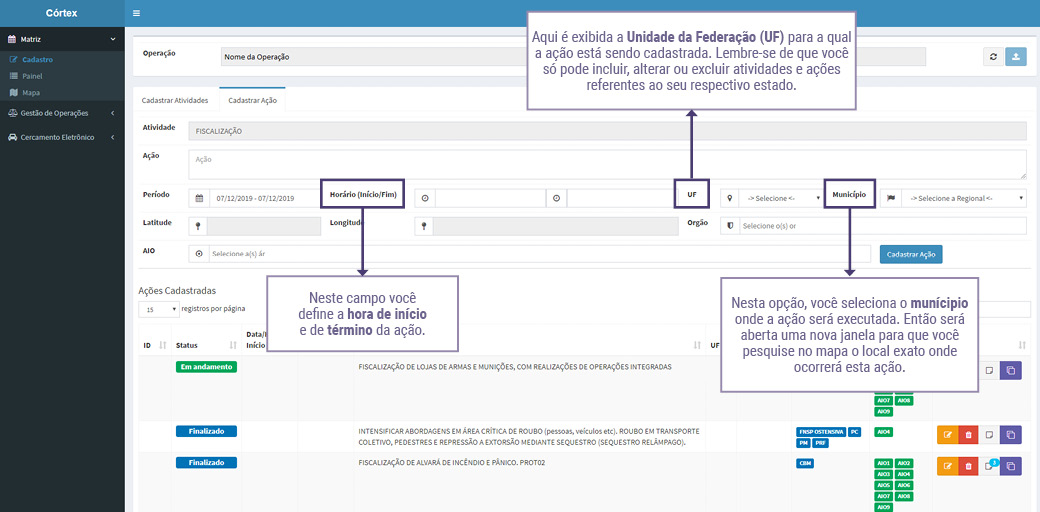 Córtex
Matriz
Cadastro
Painel
Mapa
Gestão de Operações
Cercamento Eletrônico
Operação
Nome da Operação
Aqui é exibida a Unidade da Federação (UF) para a qual
a ação está sendo cadastrada. Lembre-se de que você
só pode incluir, alterar ou excluir atividades e ações
referentes ao seu respectivo estado.
Cadastrar Atividades
Cadastrar Ação
Atividade
FISCALIZAÇÃO
Ação
Ação
Período
07/12/2019 - 07/12/2019
Horário (Início/Fim)
UF
-> Selecione <-
Município
-> Selecione a Regional <-
Latitude
Longitude
Orgão
Selecione o(s) or
AIO
Selecione a(s) ár
Cadastrar Ação
Neste campo você
define a hora de início
e de término da ação.
Nesta opção, você seleciona o munícipio
onde a ação será executada. Então será
aberta uma nova janela para que você
pesquise no mapa o local exato onde
ocorrerá esta ação.
Ações Cadastradas
15 registros por página
ID Status Data/
Início UF
Em andamento
FISCALIZAÇÃO DE LOJAS DE ARMAS E MUNIÇÕES, COM REALIZAÇÕES DE OPERAÇÕES INTEGRADAS
AIO7 AIO8
AIO9
Finalizado
INTENSIFICAR ABORDAGENS EM ÁREA CRÍTICA DE ROUBO (pessoas, veículos etc). ROUBO EM TRANSPORTE
COLETIVO, PEDESTRES E REPRESSÃO A EXTORSÃO MEDIANTE SEQUESTRO (SEQUESTRO RELÂMPAGO).
FNSP OSTENSIVA PC
PM PRF
AIO4
Finalizado
FISCALIZAÇÃO DE ALVARÁ DE INCÊNDIO E PÂNICO. PROT02
CBM
AIO1 AIO2
AIO3 AIO4
AIO5 AIO6
AIO7 AIO8
AIO9